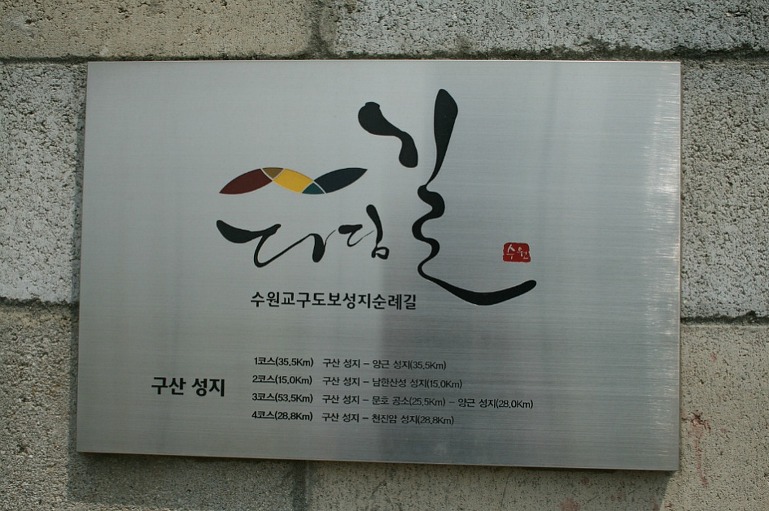 디딤길
수원
수원교구도보성지순례길
구산 성지
1코스(35.5Km) 구산 성지 – 양근 성지(35.5Km)
2코스(15.0Km) 구산 성지 – 남한산성 성지(15.0Km)
3코스(53.5Km) 구산 성지 – 문호 공소(25.5Km) – 양근 성지(28.0Km)
4코스(28.8Km) 구산 성지 – 천진암 성지(28.8Km)